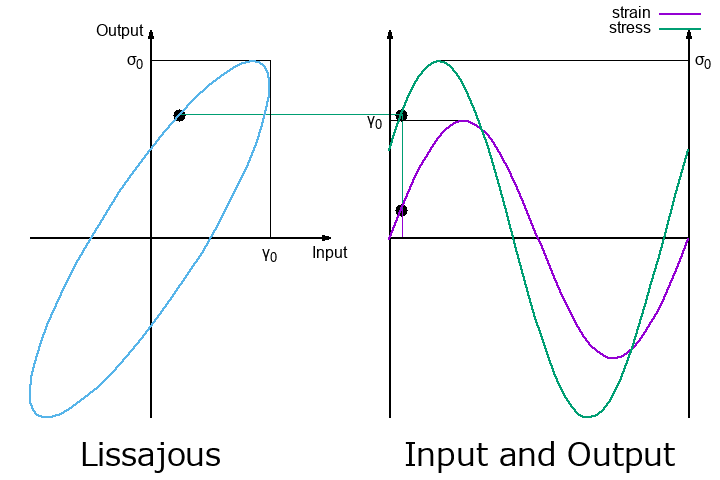 strain
stress
Output
σ0
σ0
γ0
γ0
Input
Lissajous
Input and Output